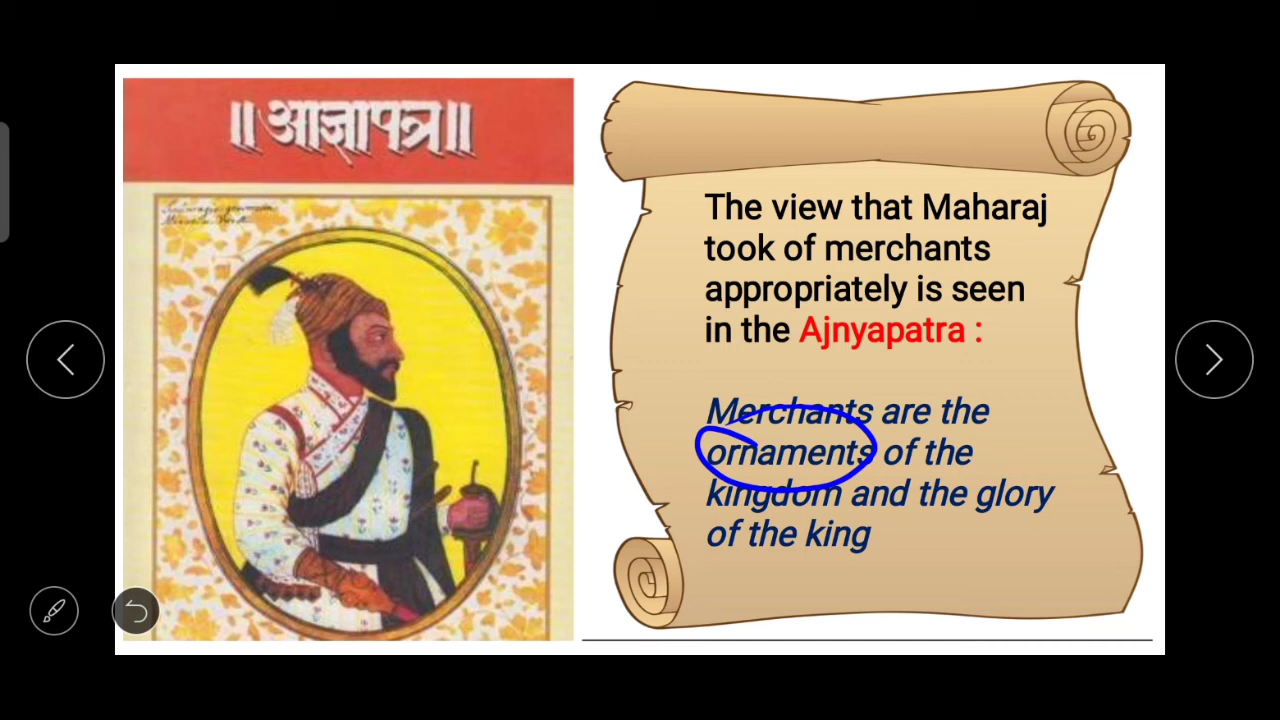 ॥ आज्ञापत्र ॥
The view that Maharaj
took of merchants
appropriately is seen
in the Ajnyapatra :
Merchants are the
ornaments of the
kingdom and the glory
of the king